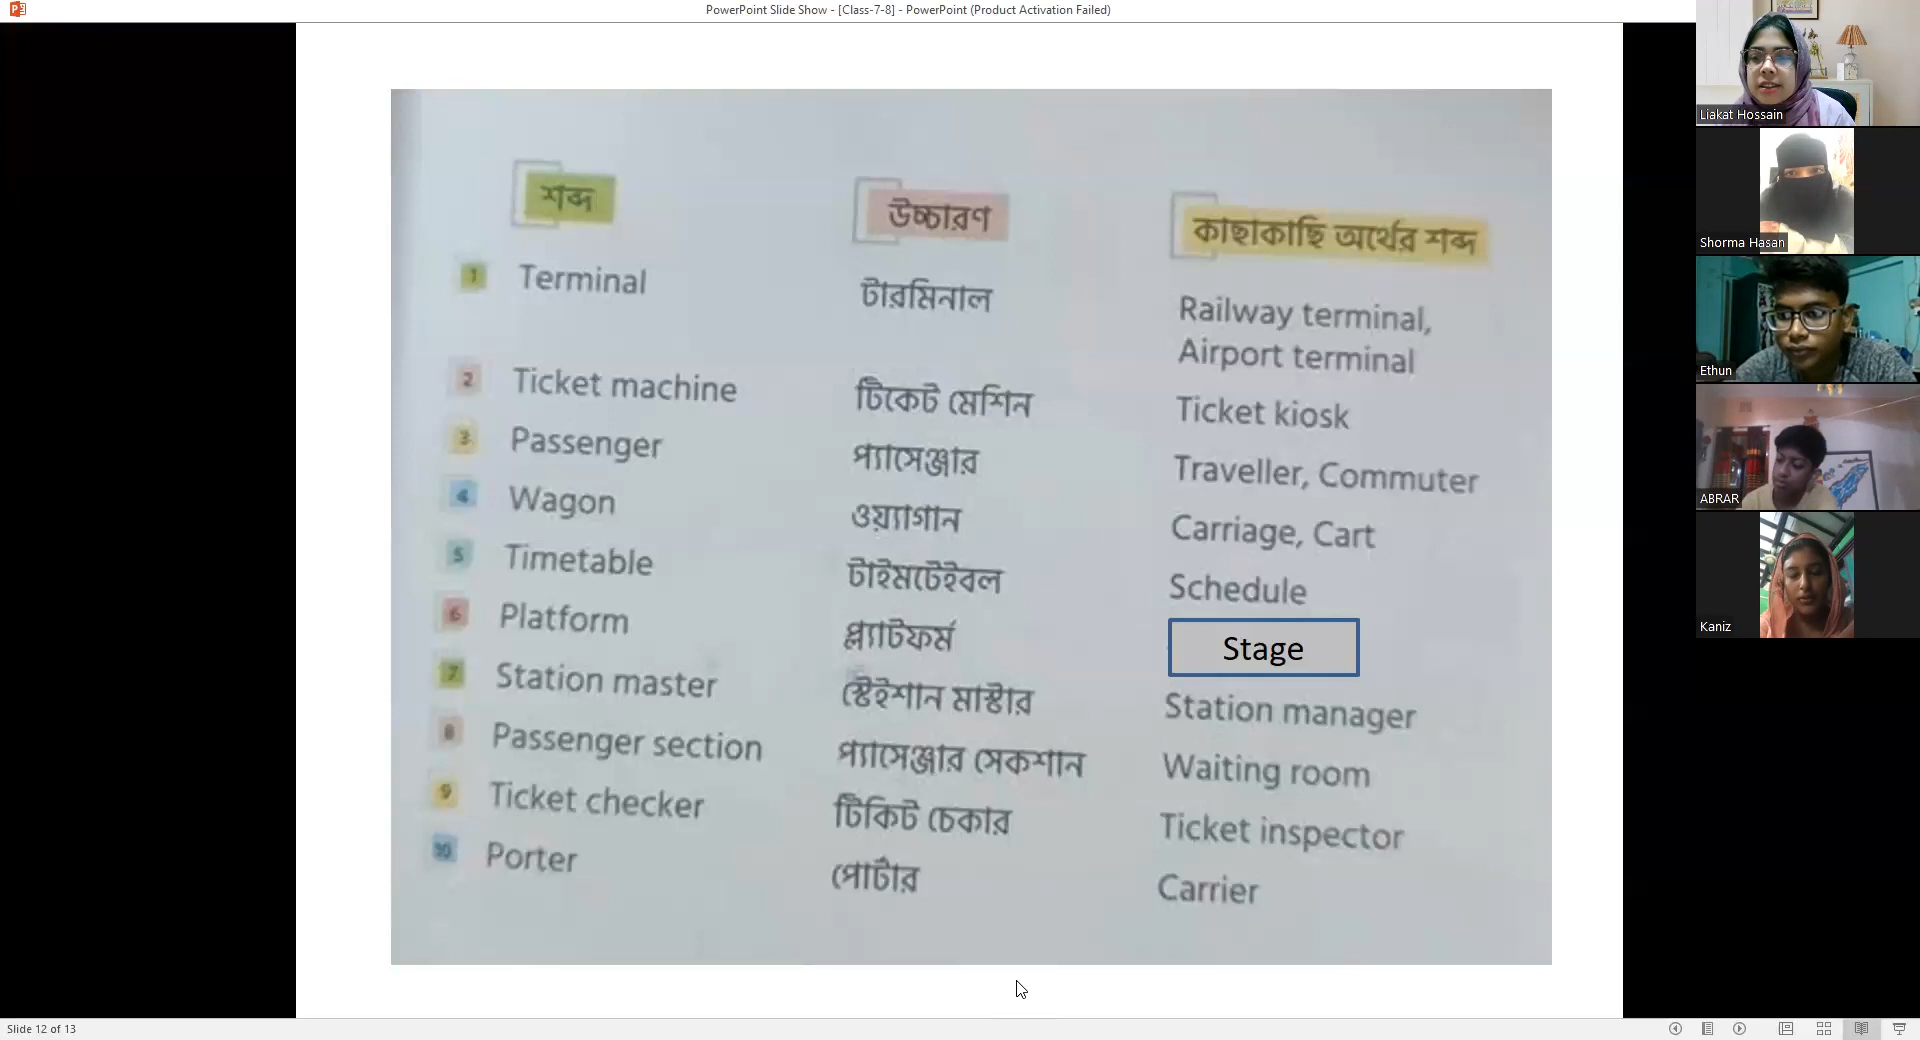 PowerPoint Slide Show - [Class-7-8] - PowerPoint (Product Activation Failed)
শব্দ উচ্চারণ কাছাকাছি অর্থের শব্দ
1 Terminal টারমিনাল Railway terminal,
Airport terminal
2 Ticket machine টিকেট মেশিন Ticket kiosk
3 Passenger প্যাসেঞ্জার Traveller, Commuter
4 Wagon ওয়্যাগান Carriage, Cart
5 Timetable টাইমটেইবল Schedule
6 Platform প্ল্যাটফর্ম Stage
7 Station master স্টেইশান মাস্টার Station manager
8 Passenger section প্যাসেঞ্জার সেকশান Waiting room
9 Ticket checker টিকিট চেকার Ticket inspector
10 Porter পোর্টার Carrier
Liakat Hossain
Shorma Hasan
Ethun
ABRAR
Kaniz
Slide 12 of 13